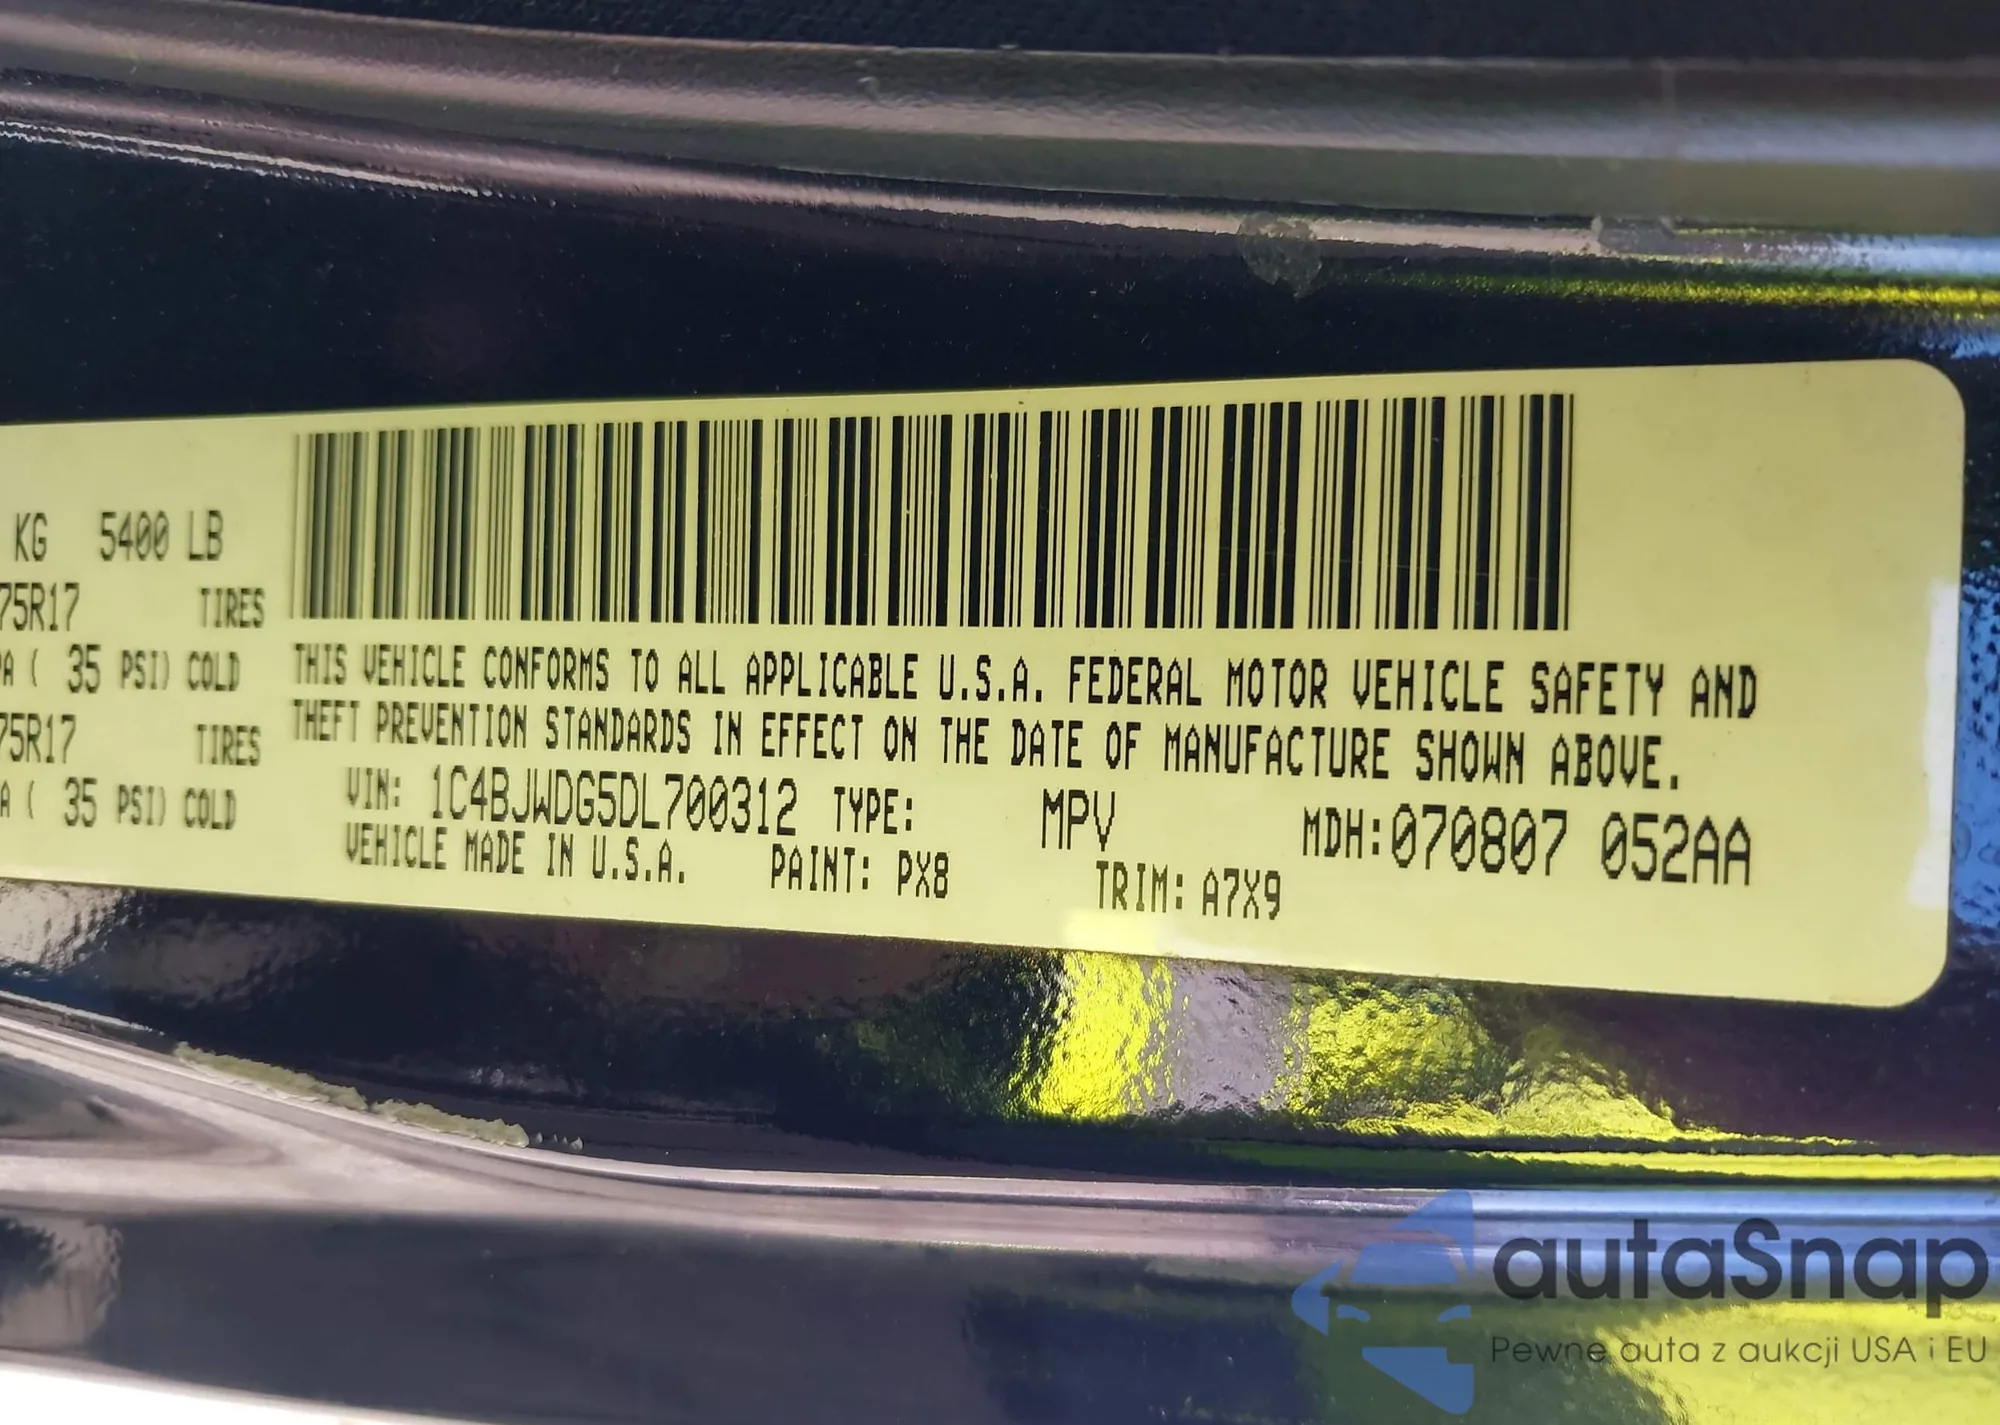 KG 5400 LB
75R17 TIRES
PA ( 35 PSI) COLD
75R17 TIRES
A ( 35 PSI) COLD
THIS VEHICLE CONFORMS TO ALL APPLICABLE U.S.A. FEDERAL MOTOR VEHICLE SAFETY AND
THEFT PREVENTION STANDARDS IN EFFECT ON THE DATE OF MANUFACTURE SHOWN ABOVE.
VIN: 1C4BJWDG5DL700312 TYPE: MPV MDH:070807 052AA
VEHICLE MADE IN U.S.A. PAINT: PX8 TRIM: A7X9
autaSnap
Pewne auta z aukcji USA i EU